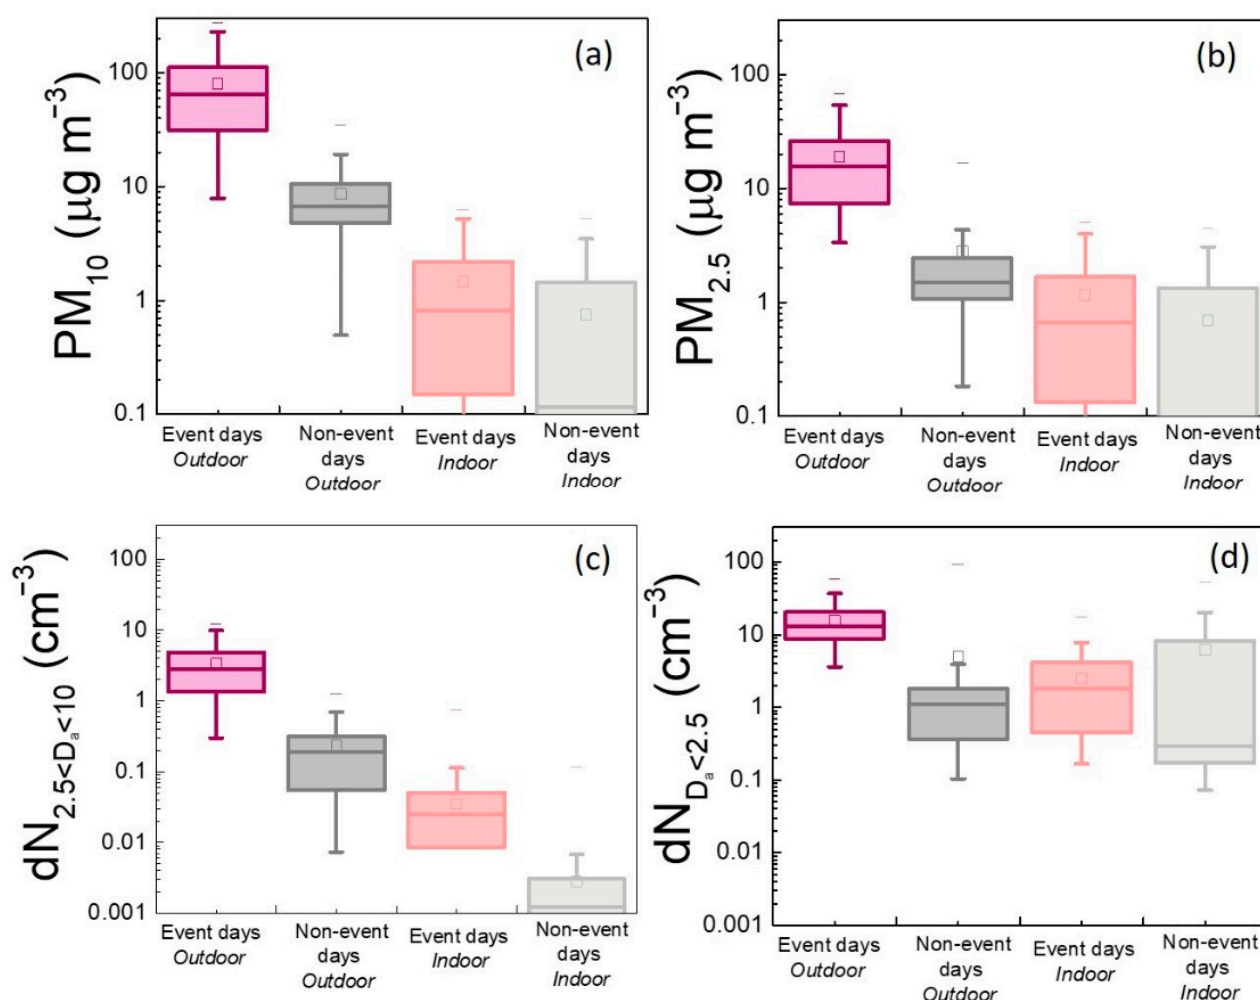 (a)
PM10 (μg m−3)
100
10
1
0.1
Event days
Outdoor
Non-event
days
Outdoor
Event days
Indoor
Non-event
days
Indoor
(b)
PM2.5 (μg m−3)
100
10
1
0.1
Event days
Outdoor
Non-event
days
Outdoor
Event days
Indoor
Non-event
days
Indoor
(c)
dN2.5<Da<10 (cm−3)
100
10
1
0.1
0.01
0.001
Event days
Outdoor
Non-event
days
Outdoor
Event days
Indoor
Non-event
days
Indoor
(d)
dNDa<2.5 (cm−3)
100
10
1
0.1
0.01
0.001
Event days
Outdoor
Non-event
days
Outdoor
Event days
Indoor
Non-event
days
Indoor